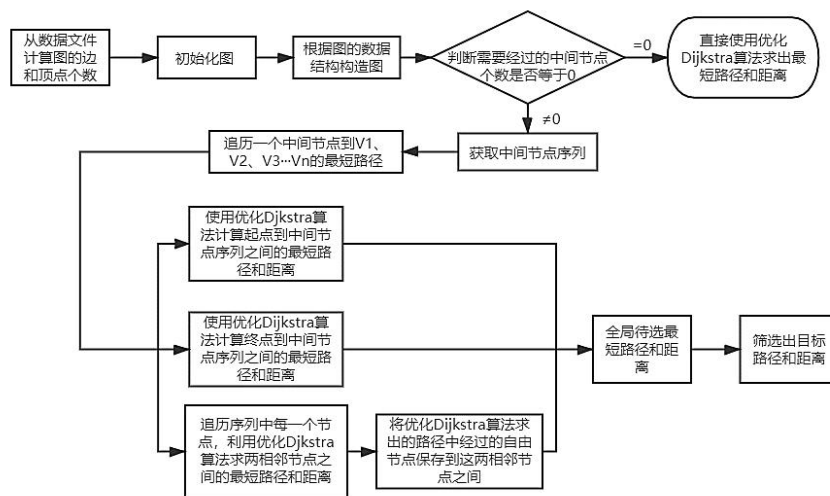 从数据文件
计算图的边
和顶点个数
初始化图
根据图的数据
结构构造图
判断需要经过的中间节点
个数是否等于0
=0
直接使用优化
Dijkstra算法求出最
短路径和距离
≠0
获取中间节点序列
追历一个中间节点到V1、
V2、V3···Vn的最短路径
使用优化Djkstra算
法计算起点到中间节
点序列之间的最短路
径和距离
使用优化Dijkstra算
法计算终点到中间节
点序列之间的最短路
径和距离
追历序列中每一个节
点，利用优化Djkstra
算法求两相邻节点之
间的最短路径和距离
将优化Dijkstra算法求
出的路径中经过的自由
节点保存到这两相邻
节点之间
全局待选最
短路径和距
离
筛选出目标
路径和距离